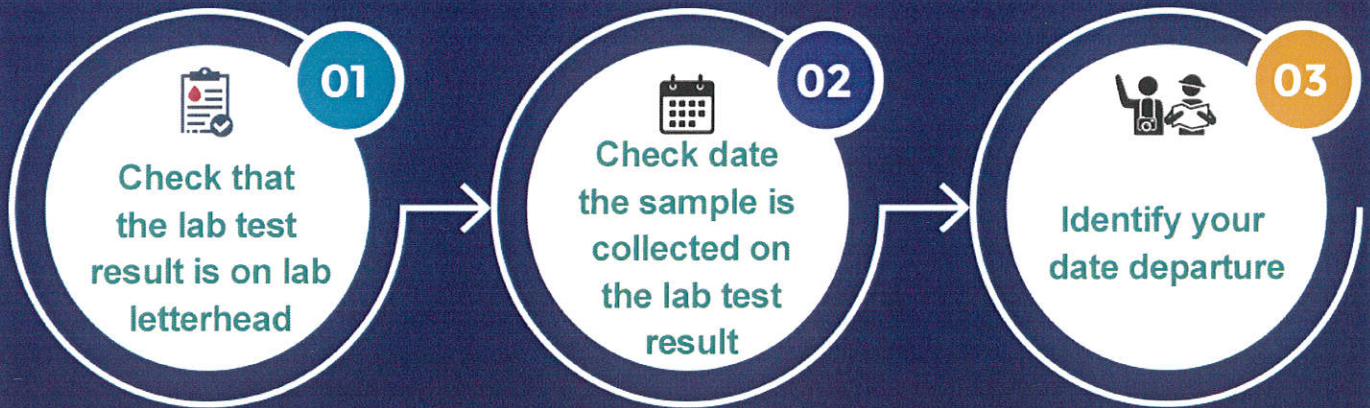 01
Check that
the lab test
result is on lab
letterhead
02
Check date
the sample is
collected on
the lab test
result
03
Identify your
date departure